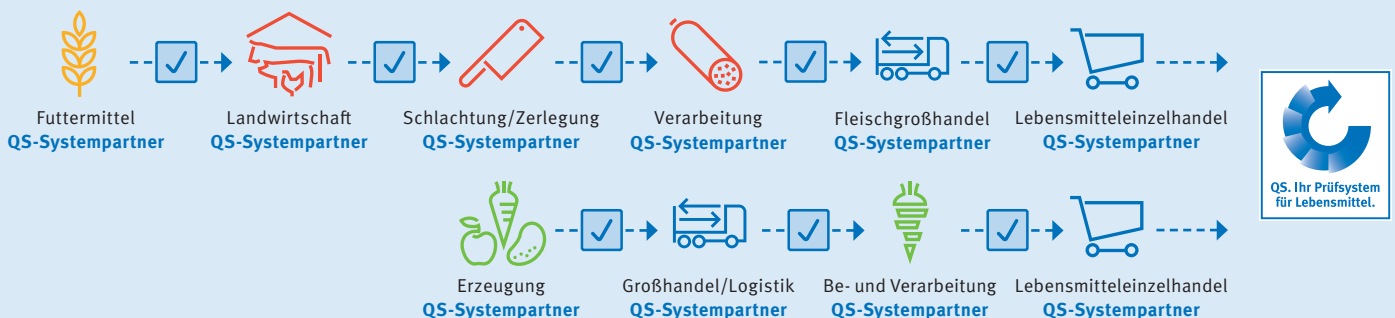 Futtermittel
QS-Systempartner
Landwirtschaft
QS-Systempartner
Schlachtung/Zerlegung
QS-Systempartner
Verarbeitung
QS-Systempartner
Fleischgroßhandel
QS-Systempartner
Lebensmitteleinzelhandel
QS-Systempartner
QS. Ihr Prüfsystem
für Lebensmittel.
Erzeugung
QS-Systempartner
Großhandel/Logistik
QS-Systempartner
Be- und Verarbeitung
QS-Systempartner
Lebensmitteleinzelhandel
QS-Systempartner